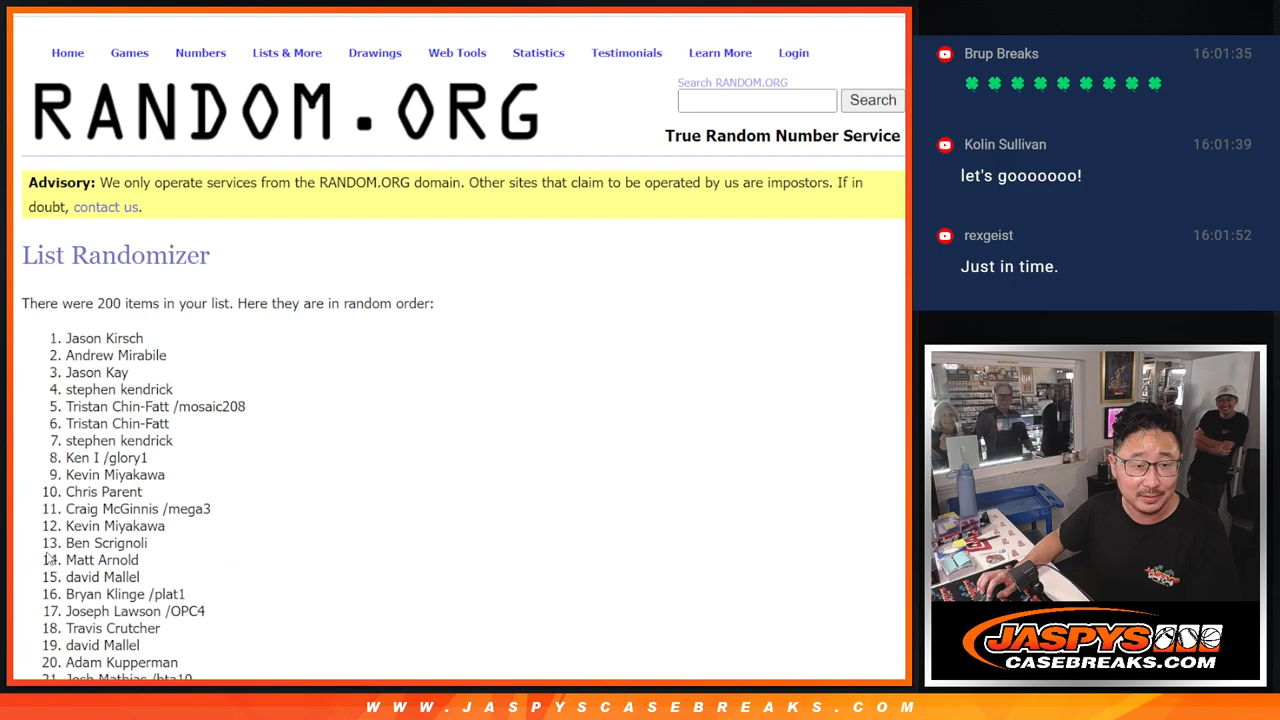 Home Games Numbers Lists & More Drawings Web Tools Statistics Testimonials Learn More Login
RANDOM.ORG
Search RANDOM.ORG
Search
True Random Number Service
Advisory: We only operate services from the RANDOM.ORG domain. Other sites that claim to be operated by us are impostors. If in
doubt, contact us.
List Randomizer
There were 200 items in your list. Here they are in random order:
1. Jason Kirsch
2. Andrew Mirabile
3. Jason Kay
4. stephen kendrick
5. Tristan Chin-Fatt /mosaic208
6. Tristan Chin-Fatt
7. stephen kendrick
8. Ken I /glory1
9. Kevin Miyakawa
10. Chris Parent
11. Craig McGinnis /mega3
12. Kevin Miyakawa
13. Ben Scrignoli
14. Matt Arnold
15. david Mallel
16. Bryan Klinge /plat1
17. Joseph Lawson /OPC4
18. Travis Crutcher
19. david Mallel
20. Adam Kupperman
21. Josh Mathias
Brup Breaks 16:01:35
Kolin Sullivan 16:01:39
let's gooooooo!
rexgeist 16:01:52
Just in time.
JASPYS
CASEBREAKS.COM
WWW.JASPYSCASEBREAKS.COM